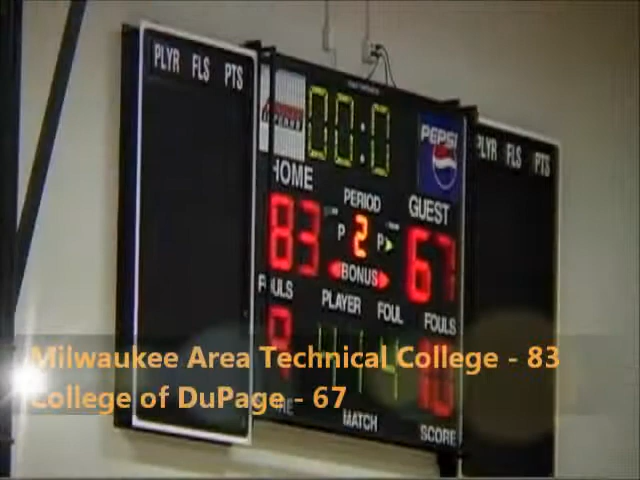 PLYR FLS PTS
00:0
PEPSI
PLYR FLS PTS
HOME
PERIOD
GUEST
83
P 2 P
67
BONUS
FOULS
PLAYER FOUL
FOULS
10
Milwaukee Area Technical College - 83
College of DuPage - 67
MATCH
SCORE